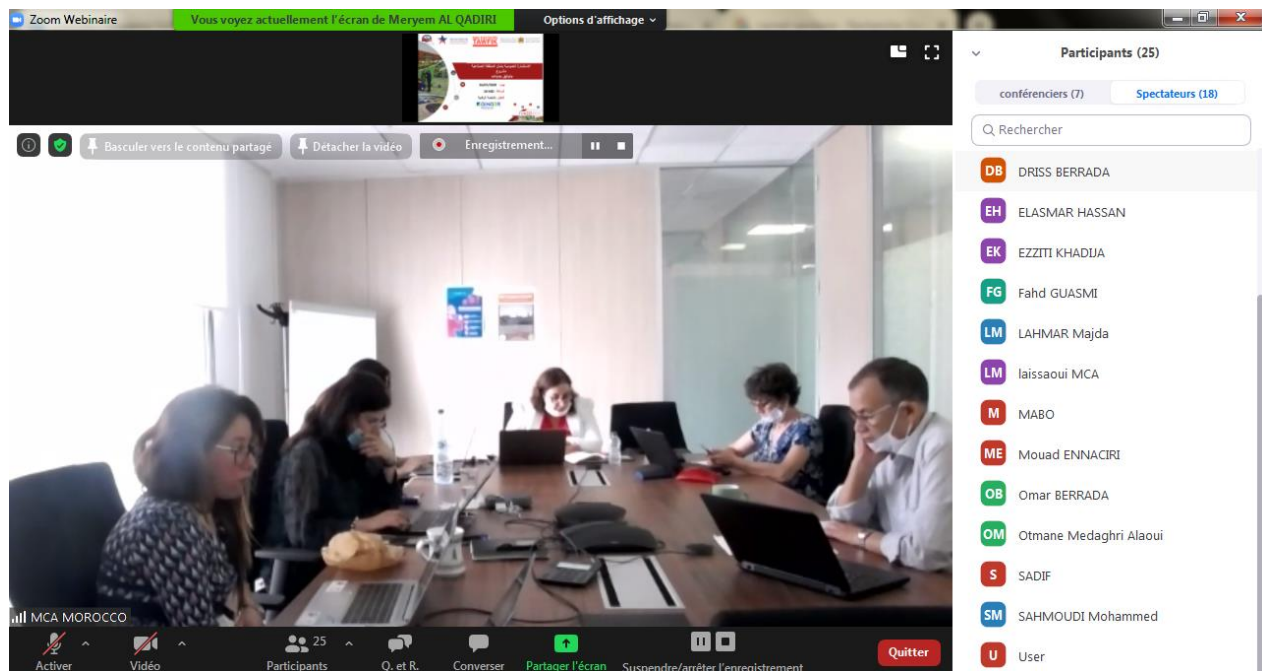 Zoom Webinaire
Vous voyez actuellement l'écran de Meryem AL QADIRI
Options d'affichage
Participants (25)
conférenciers (7)
Spectateurs (18)
Rechercher
Basculer vers le contenu partagé
Détacher la vidéo
Enregistrement...
DB DRISS BERRADA
EH ELASMAR HASSAN
EK EZZITI KHADIJA
FG Fahd GUASMI
LM LAHMAR Majda
LM laissaoui MCA
M MABO
ME Mouad ENNACIRI
OB Omar BERRADA
OM Otmane Medaghri Alaoui
S SADIF
SM SAHMOUDI Mohammed
U User
MCA MOROCCO
25
Activer
Vidéo
Participants
Q. et R.
Converser
Partager l'écran
Suspendre/arrêter l'enregistrement
Quitter